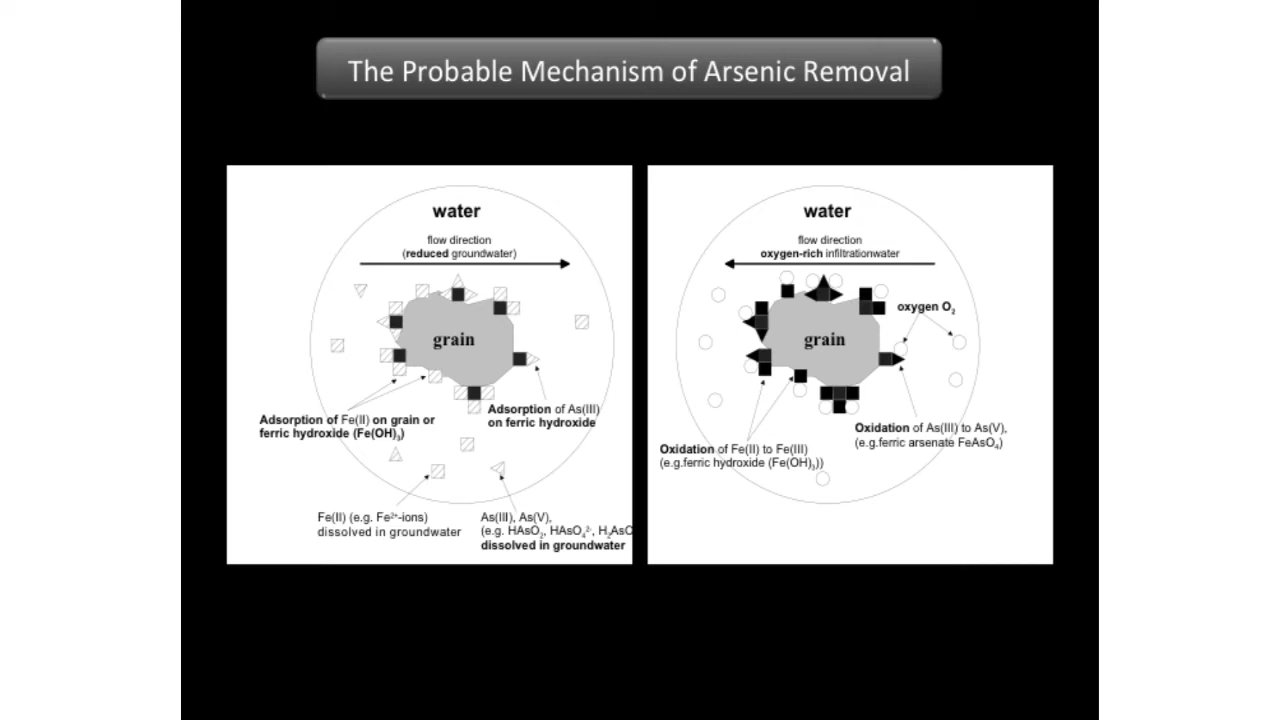 The Probable Mechanism of Arsenic Removal
water
flow direction
(reduced groundwater)
grain
Adsorption of Fe(II) on grain or
ferric hydroxide (Fe(OH)₃)
Adsorption of As(III)
on ferric hydroxide
Fe(II) (e.g. Fe²⁺-ions)
dissolved in groundwater
As(III), As(V),
(e.g. HAsO₂, HAsO₄²⁻, H₂AsO
dissolved in groundwater
water
flow direction
oxygen-rich infiltrationwater
oxygen O₂
grain
Oxidation of As(III) to As(V),
(e.g.ferric arsenate FeAsO₄)
Oxidation of Fe(II) to Fe(III)
(e.g.ferric hydroxide (Fe(OH)₃))